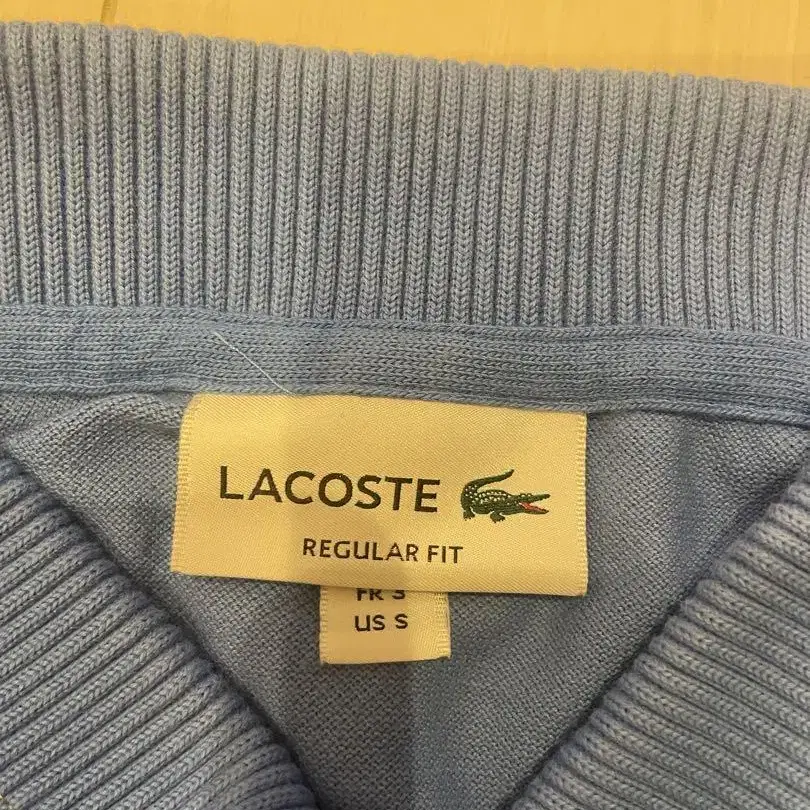 LACOSTE
REGULAR FIT
FR 3
US S